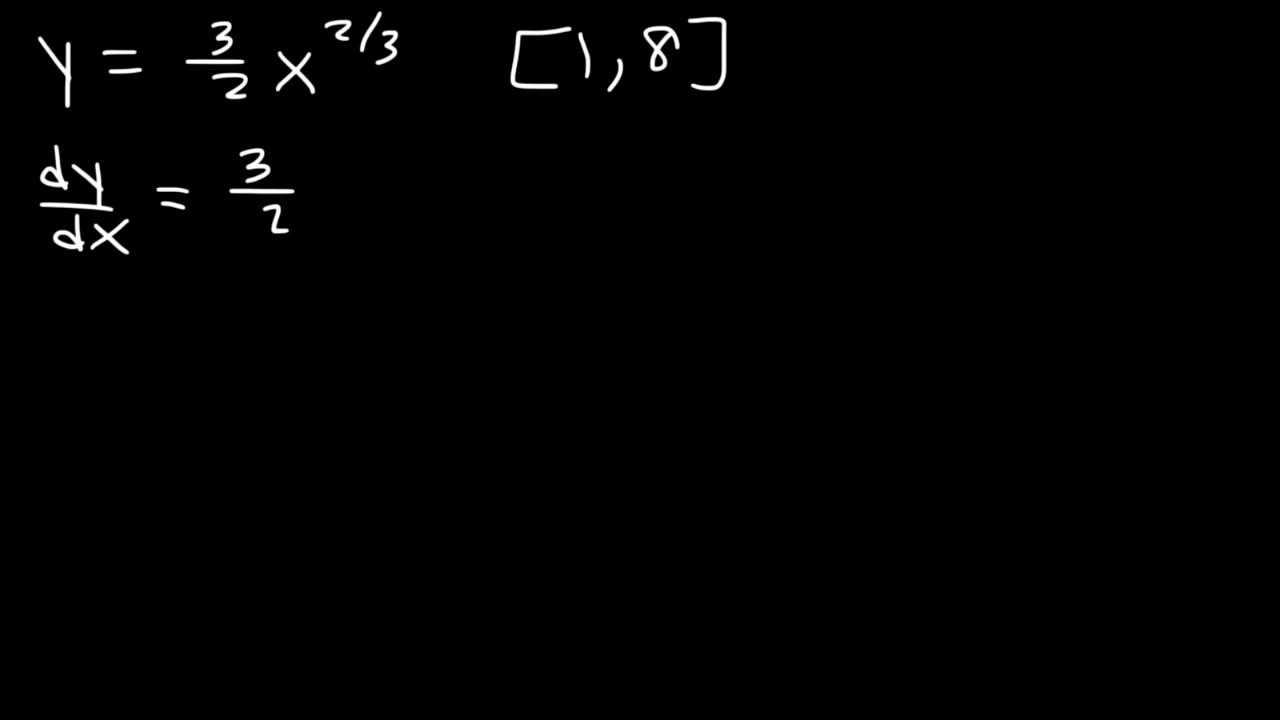 y = 3/2 x^2/3 [1, 8]
dy/dx = 3/2